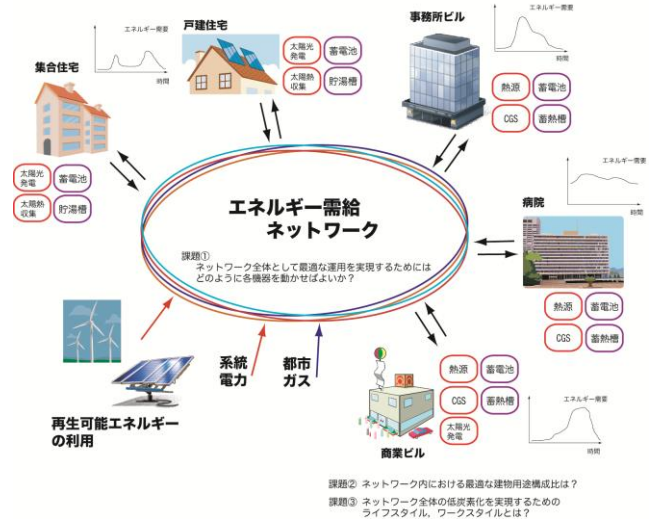 エネルギー需要
時間
集合住宅
太陽光
発電
蓄電池
太陽熱
収集
貯湯槽
戸建住宅
太陽光
発電
蓄電池
太陽熱
収集
貯湯槽
事務所ビル
エネルギー需要
時間
熱源
蓄電池
CGS
蓄熱槽
エネルギー需要
時間
病院
熱源
蓄電池
CGS
蓄熱槽
エネルギー需給
ネットワーク
課題①
ネットワーク全体として最適な運用を実現するためには
どのように各機器を動かせばよいか？
系統
電力
都市
ガス
再生可能エネルギー
の利用
熱源
蓄電池
CGS
蓄熱槽
太陽光
発電
商業ビル
エネルギー需要
時間
課題② ネットワーク内における最適な建物用途構成比は？
課題③ ネットワーク全体の低炭素化を実現するための
ライフスタイル，ワークスタイルとは？